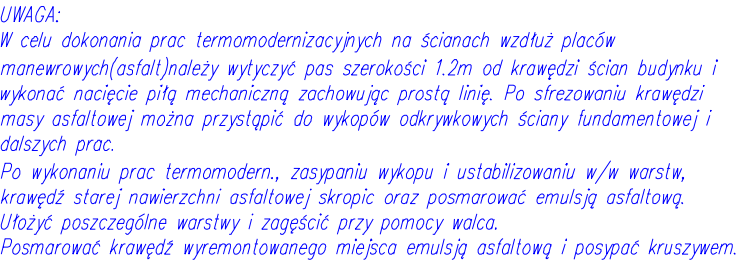 UWAGA:
W celu dokonania prac termomodernizacyjnych na ścianach wzdłuż placów
manewrowych(asfalt)należy wytyczyć pas szerokości 1.2m od krawędzi ścian budynku i
wykonać nacięcie piłą mechaniczną zachowując prostą linię. Po sfrezowaniu krawędzi
masy asfaltowej można przystąpić do wykopów odkrywkowych ściany fundamentowej i
dalszych prac.
Po wykonaniu prac termomodern., zasypaniu wykopu i ustabilizowaniu w/w warstw,
krawędź starej nawierzchni asfaltowej skropic oraz posmarować emulsją asfaltową.
Ułożyć poszczególne warstwy i zagęścić przy pomocy walca.
Posmarować krawędź wyremontowanego miejsca emulsją asfaltową i posypać kruszywem.